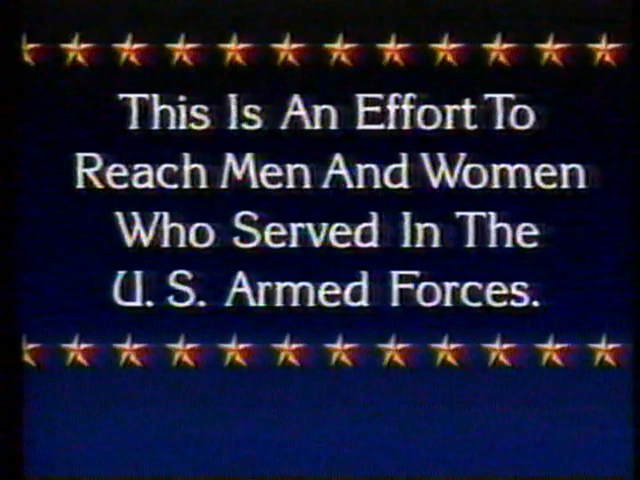 This Is An Effort To
Reach Men And Women
Who Served In The
U. S. Armed Forces.